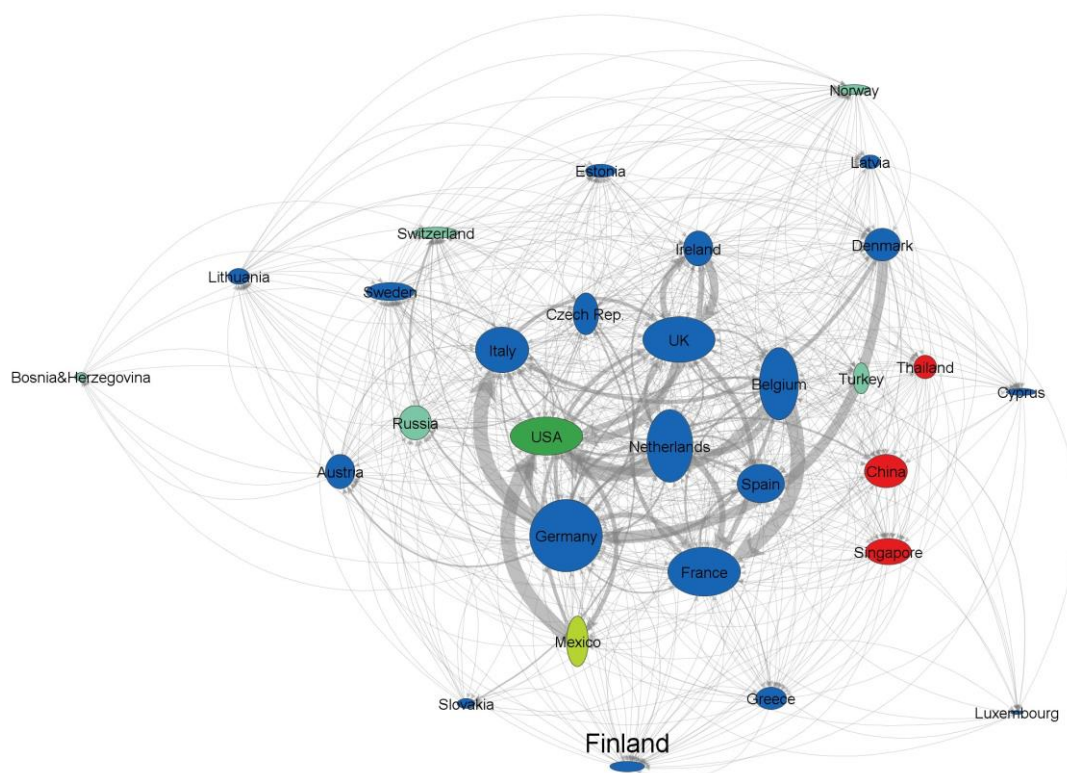 Norway
Latvia
Estonia
Switzerland
Ireland
Denmark
Lithuania
Sweden
Czech Rep.
UK
Italy
Bosnia&Herzegovina
Belgium
Turkey
Thailand
Cyprus
Russia
USA
Netherlands
Austria
China
Spain
Germany
Singapore
France
Mexico
Slovakia
Greece
Luxembourg
Finland